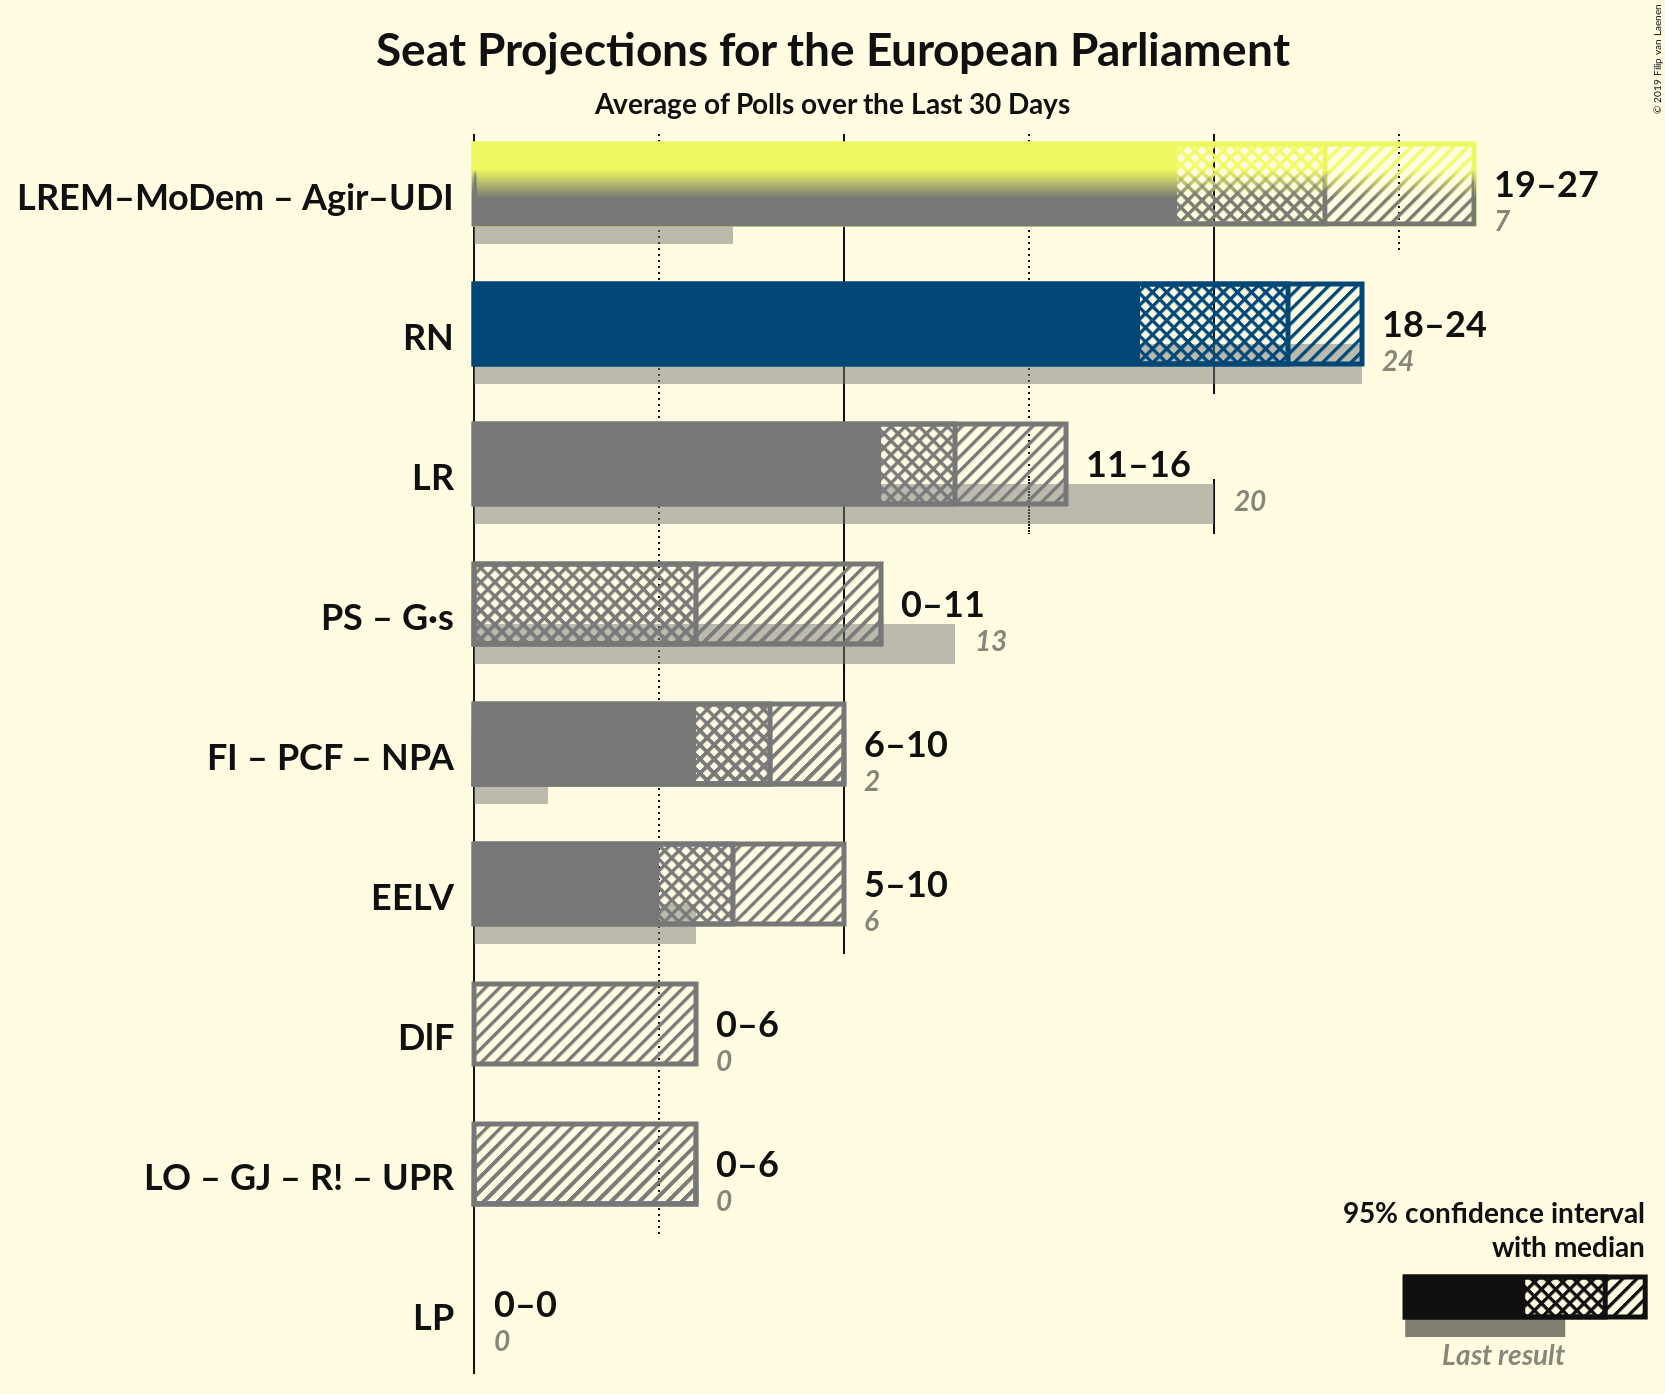 Seat Projections for the European Parliament
Average of Polls over the Last 30 Days
© 2019 Filip van Laenen
LREM–MoDem – Agir–UDI
19–27
7
RN
18–24
24
LR
11–16
20
PS – G·s
0–11
13
FI – PCF – NPA
6–10
2
EELV
5–10
6
DlF
0–6
0
LO – GJ – R! – UPR
0–6
0
LP
0–0
0
95% confidence interval
with median
Last result